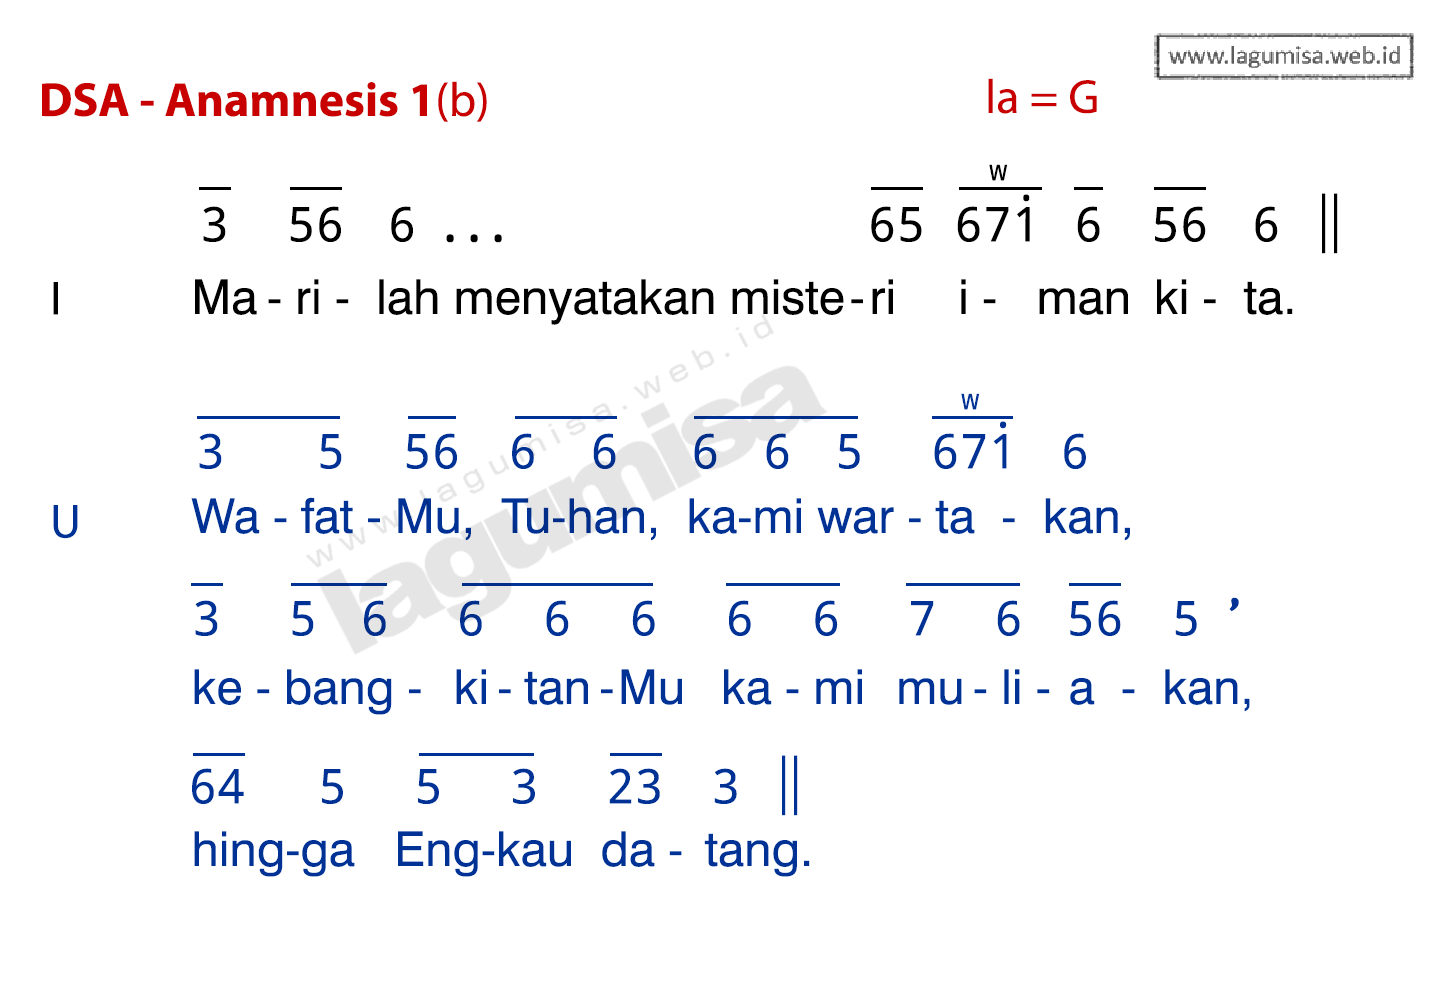 www.lagumisa.web.id
DSA - Anamnesis 1(b) la = G
w
3 56 6 . . . 65 671̇ 6 56 6 ||
I Ma - ri - lah menyatakan miste-ri i - man ki - ta.
w
3 5 56 6 6 6 6 5 671̇ 6
U Wa - fat - Mu, Tu-han, ka-mi war - ta - kan,
3 5 6 6 6 6 6 6 7 6 56 5 ,
ke - bang - ki - tan -Mu ka - mi mu - li - a - kan,
64 5 5 3 23 3 ||
hing-ga Eng-kau da - tang.
www.lagumisa.web.id
lagumisa